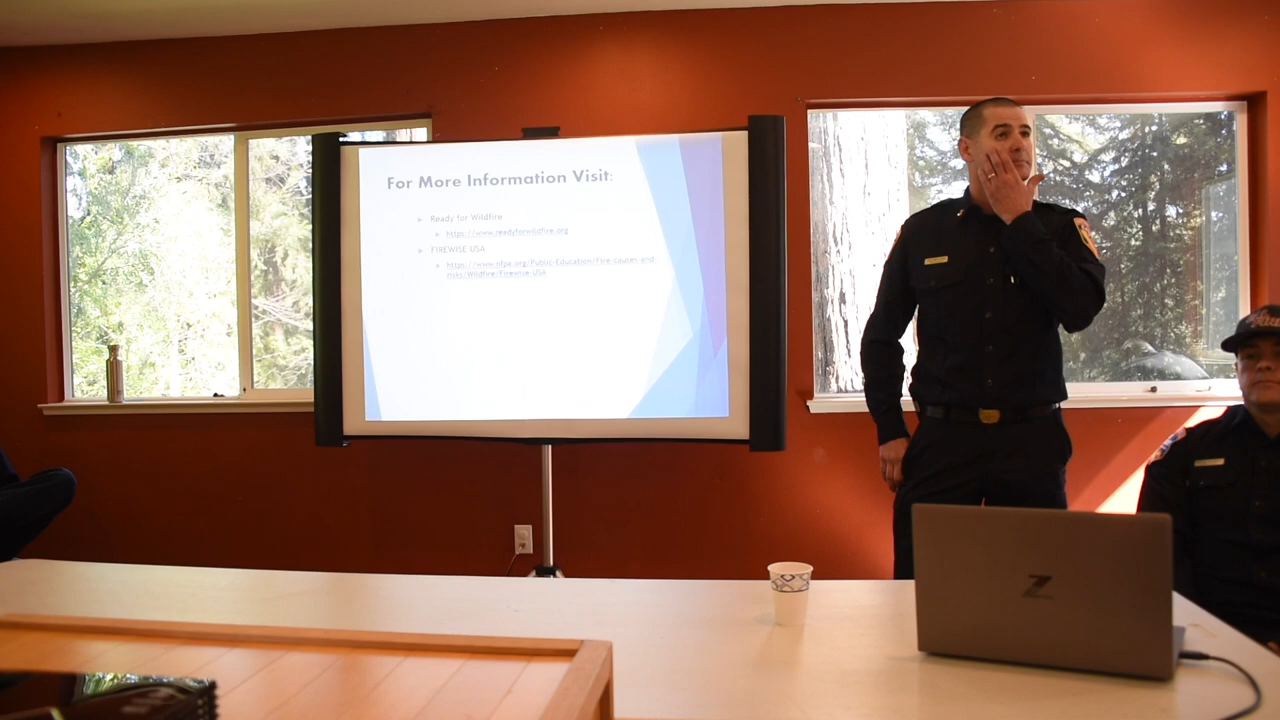 For More Information Visit:
Ready for Wildfire
https://www.readyforwildfire.org
FIREWISE USA
https://www.nfpa.org/Public-Education/Fire-causes-and-
risks/Wildfire/Firewise-USA